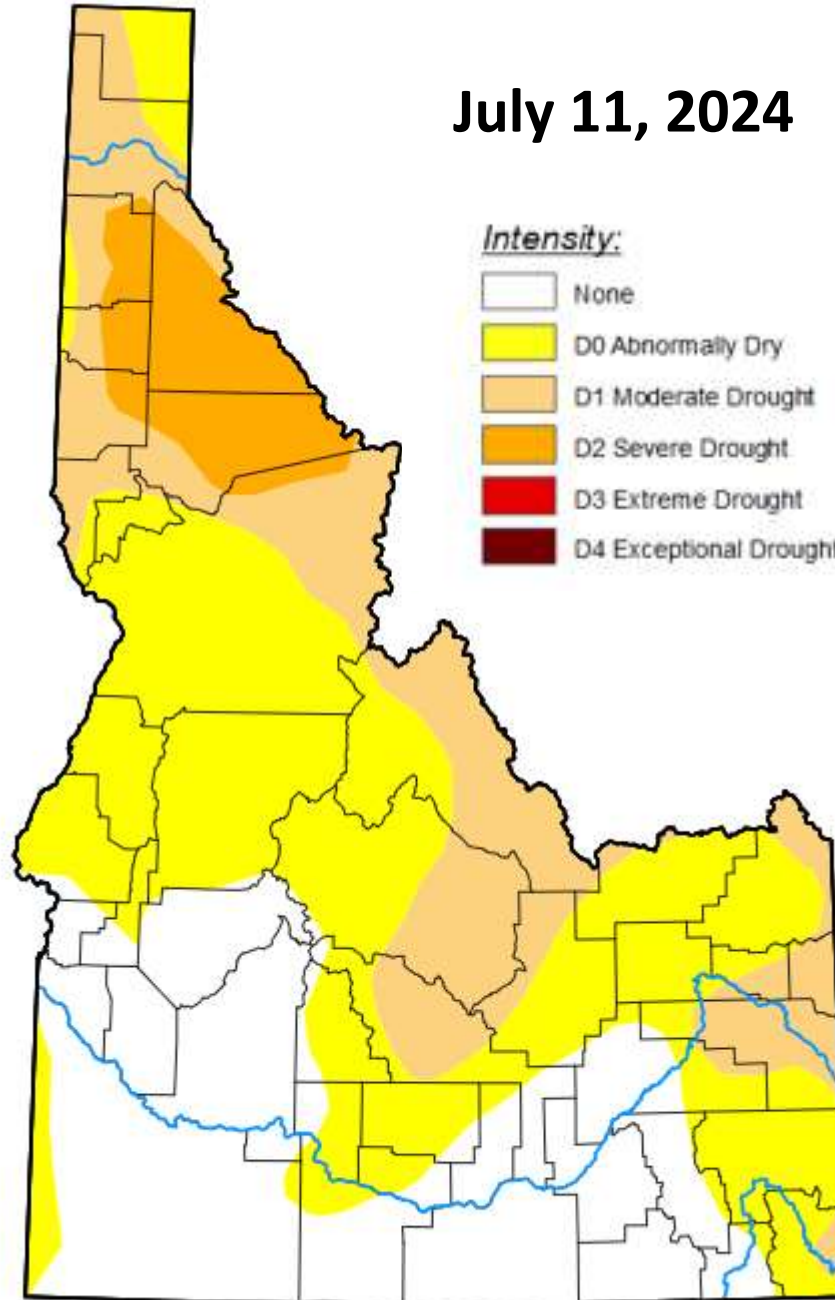 July 11, 2024
Intensity:
None
D0 Abnormally Dry
D1 Moderate Drought
D2 Severe Drought
D3 Extreme Drought
D4 Exceptional Drought